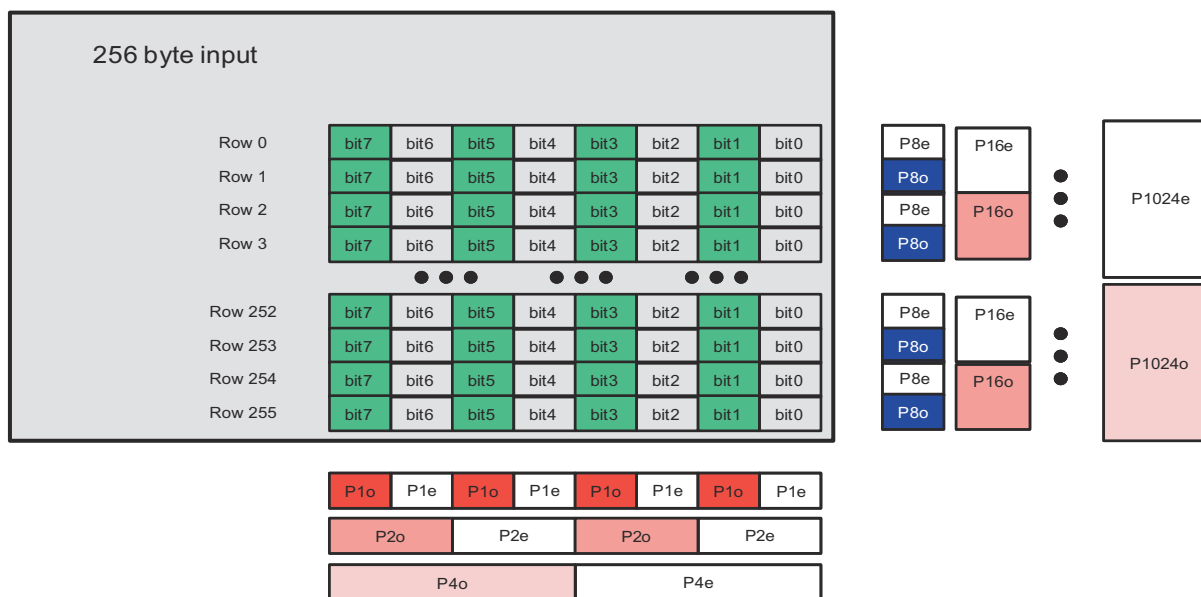 256 byte input
Row 0 bit7 bit6 bit5 bit4 bit3 bit2 bit1 bit0 P8e P16e P1024e
Row 1 bit7 bit6 bit5 bit4 bit3 bit2 bit1 bit0 P8o
Row 2 bit7 bit6 bit5 bit4 bit3 bit2 bit1 bit0 P8e P16o
Row 3 bit7 bit6 bit5 bit4 bit3 bit2 bit1 bit0 P8o
Row 252 bit7 bit6 bit5 bit4 bit3 bit2 bit1 bit0 P8e P16e P1024o
Row 253 bit7 bit6 bit5 bit4 bit3 bit2 bit1 bit0 P8o
Row 254 bit7 bit6 bit5 bit4 bit3 bit2 bit1 bit0 P8e P16o
Row 255 bit7 bit6 bit5 bit4 bit3 bit2 bit1 bit0 P8o
P1o P1e P1o P1e P1o P1e P1o P1e
P2o P2e P2o P2e
P4o P4e